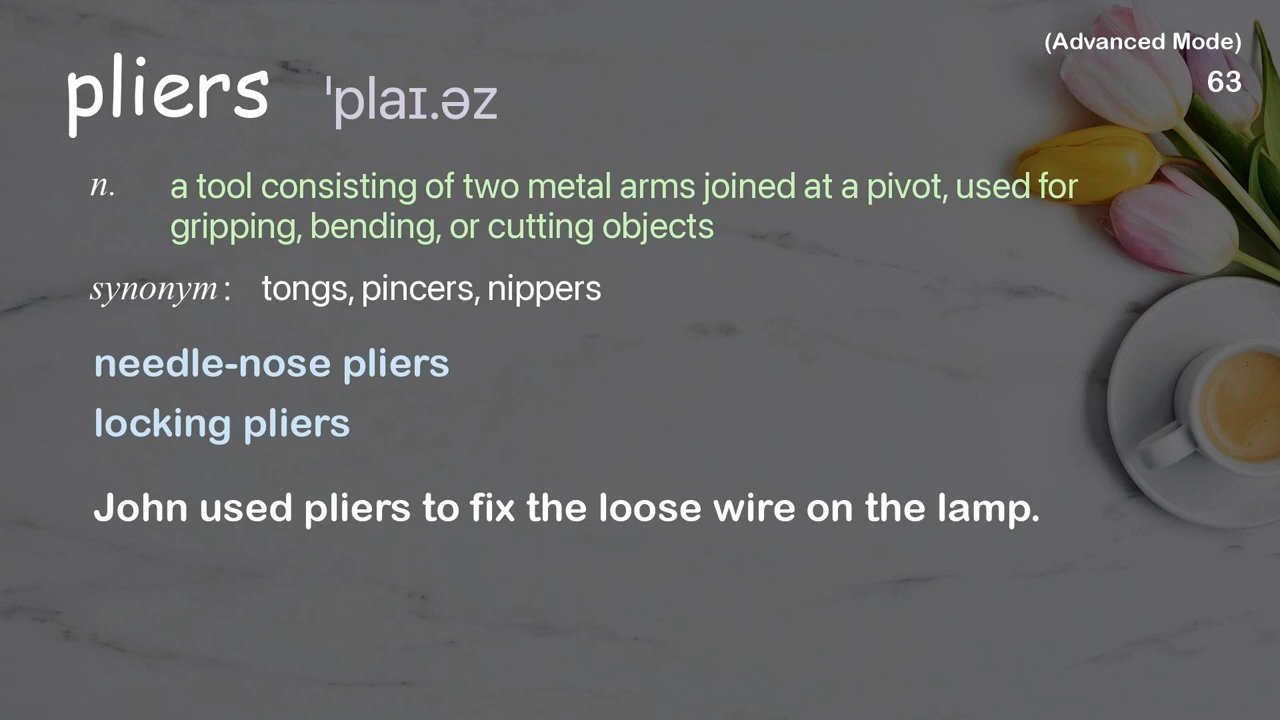 (Advanced Mode)
63
pliers ˈplaɪ.əz
n. a tool consisting of two metal arms joined at a pivot, used for
gripping, bending, or cutting objects
synonym : tongs, pincers, nippers
needle-nose pliers
locking pliers
John used pliers to fix the loose wire on the lamp.